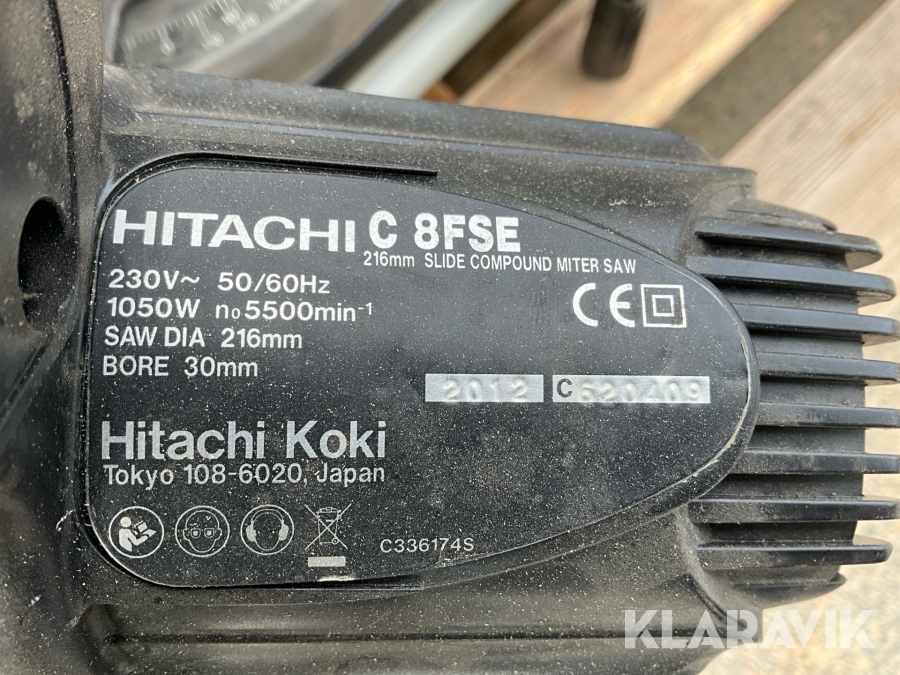 HITACHI C 8FSE
216mm SLIDE COMPOUND MITER SAW
230V~ 50/60Hz
1050W n₀5500min⁻¹
SAW DIA 216mm
BORE 30mm
CE
2012 C 620409
Hitachi Koki
Tokyo 108-6020, Japan
C336174S
KLARAVIK